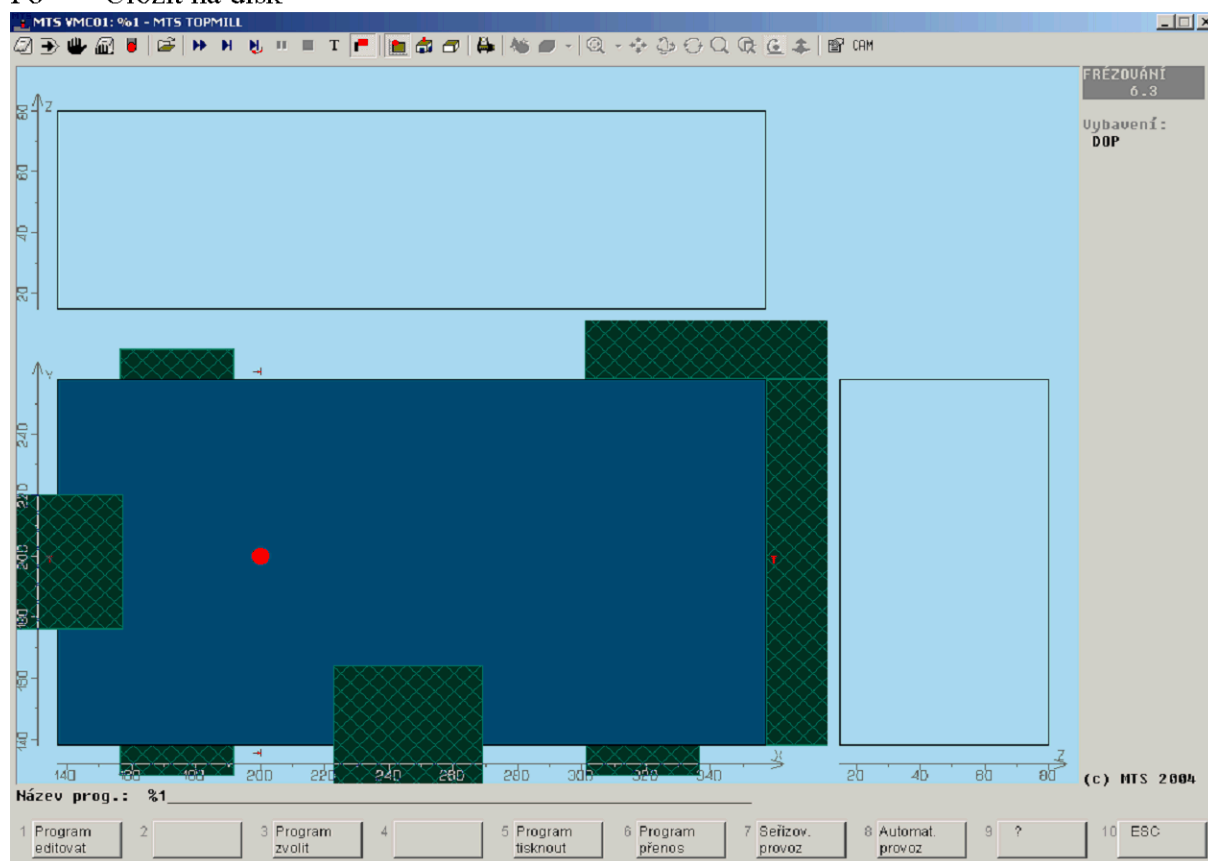 MTS VMC01: %1 - MTS TOPMILL
T CAM
FRÉZOVÁNÍ
6.3
Vybavení:
DOP
Z
80
60
40
20
Y
240
220
200
180
160
140
140 160 180 200 220 240 260 280 300 320 340 X
20 40 60 80 Z
(c) MTS 2004
Název prog.: %1
1 Program editovat
2
3 Program zvolit
4
5 Program tisknout
6 Program přenos
7 Seřizov. provoz
8 Automat. provoz
9 ?
10 ESC